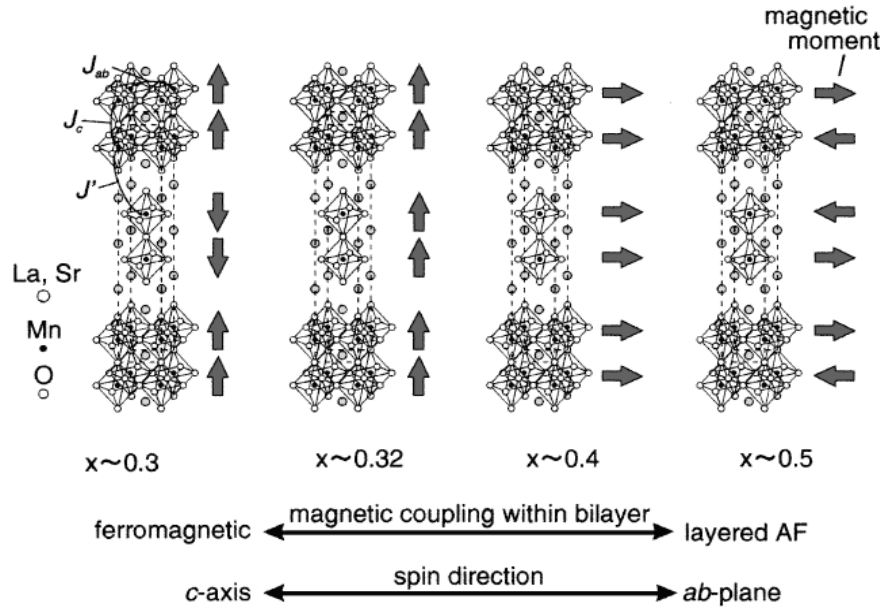 magnetic
moment
J_ab
J_c
J'
La, Sr
Mn
O
x~0.3
x~0.32
x~0.4
x~0.5
ferromagnetic
magnetic coupling within bilayer
layered AF
c-axis
spin direction
ab-plane